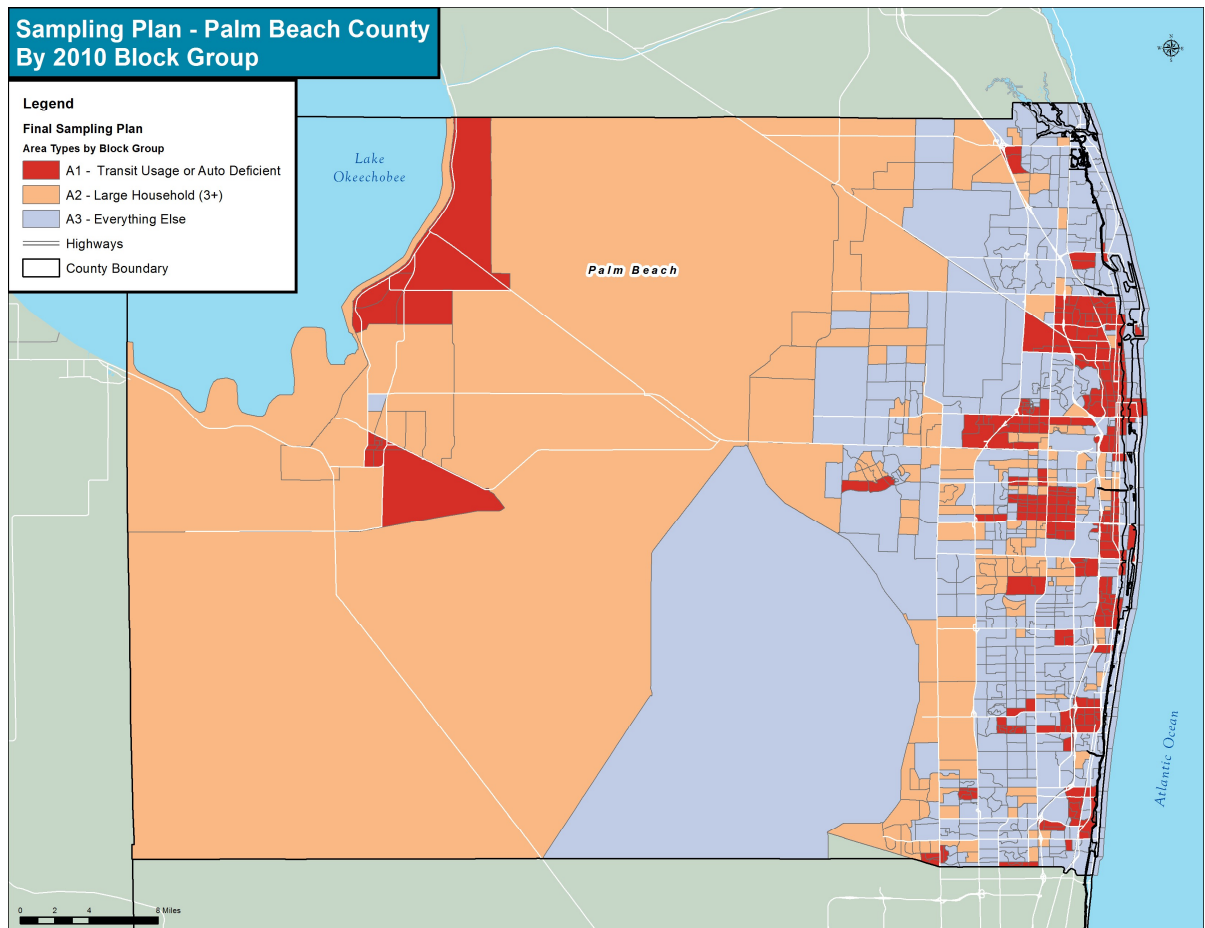 Sampling Plan - Palm Beach County
By 2010 Block Group
N
W E
S
Legend
Final Sampling Plan
Area Types by Block Group
A1 - Transit Usage or Auto Deficient
A2 - Large Household (3+)
A3 - Everything Else
Highways
County Boundary
Lake
Okeechobee
Palm Beach
Atlantic Ocean
0 2 4 8 Miles